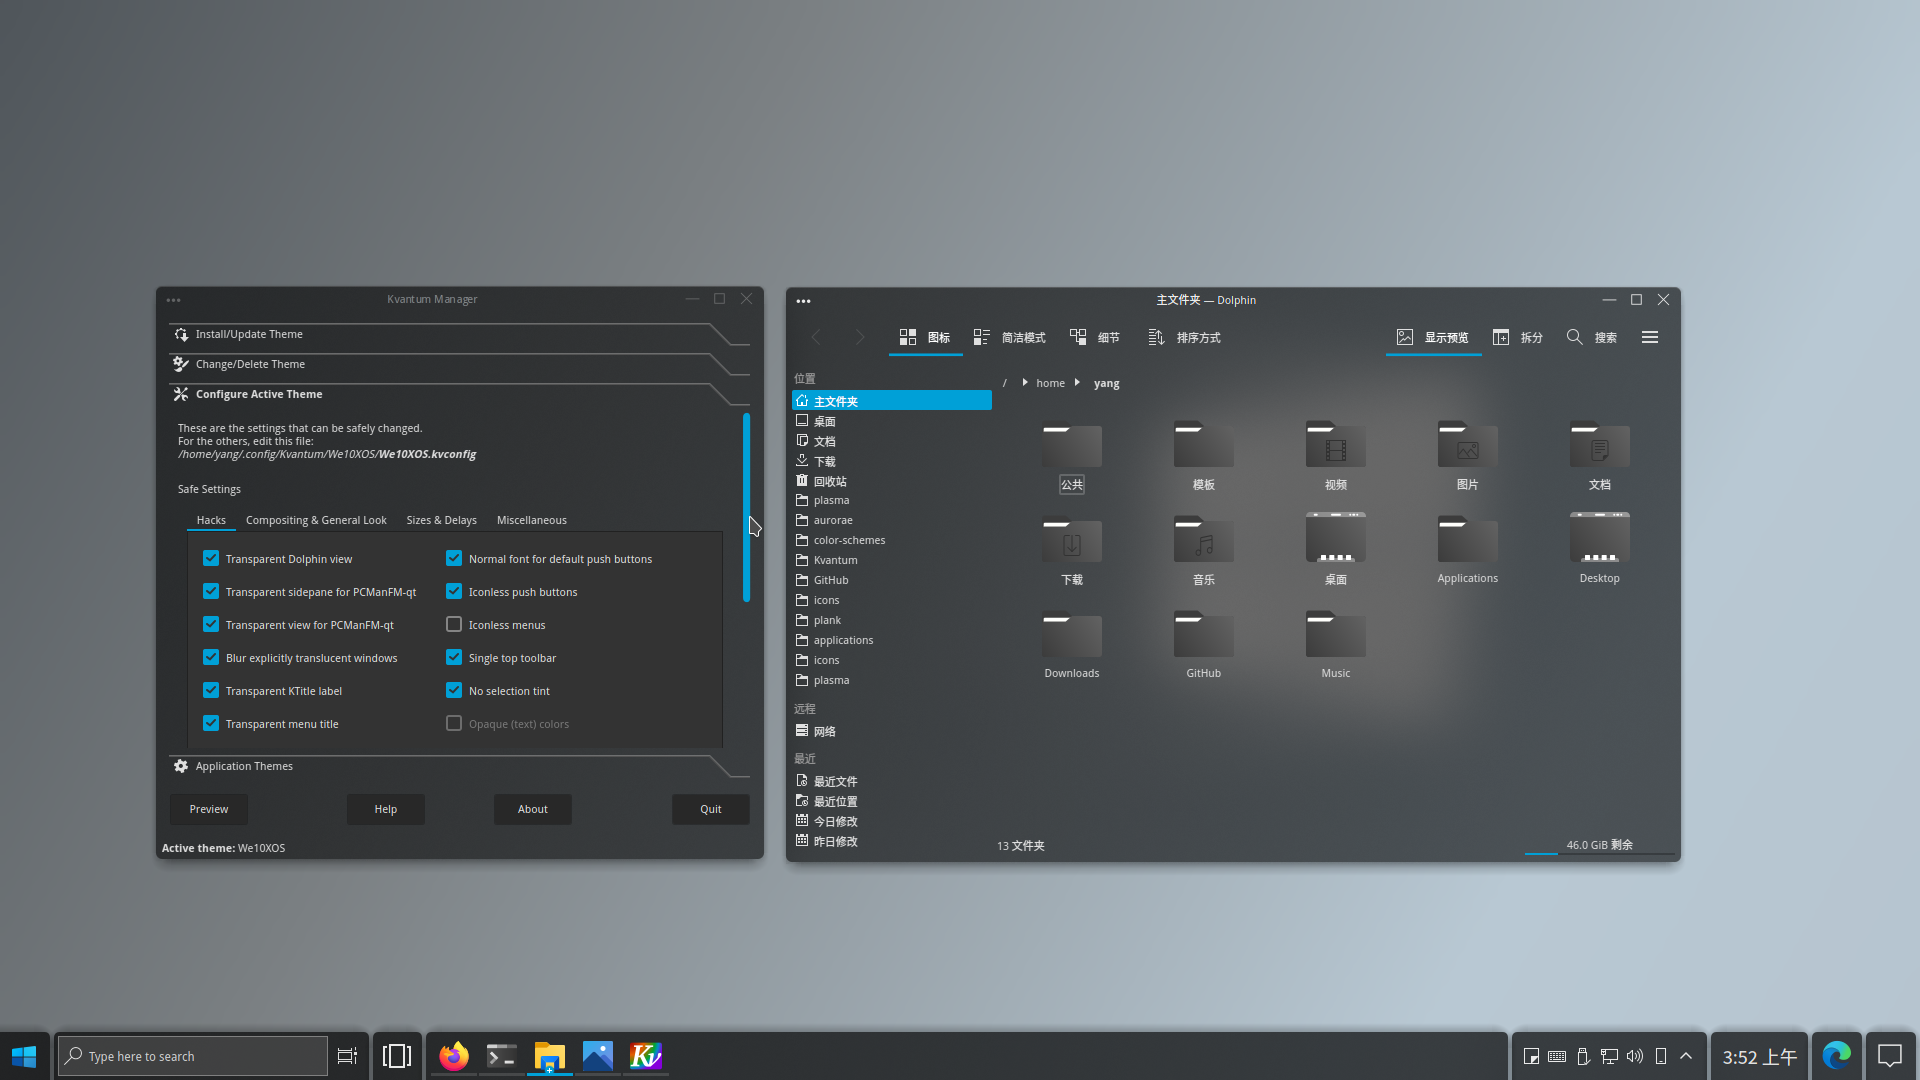 Kvantum Manager
Install/Update Theme
Change/Delete Theme
Configure Active Theme
These are the settings that can be safely changed.
For the others, edit this file:
/home/yang/.config/Kvantum/We10XOS/We10XOS.kvconfig
Safe Settings
Hacks Compositing & General Look Sizes & Delays Miscellaneous
Transparent Dolphin view Normal font for default push buttons
Transparent sidepane for PCManFM-qt Iconless push buttons
Transparent view for PCManFM-qt Iconless menus
Blur explicitly translucent windows Single top toolbar
Transparent KTitle label No selection tint
Transparent menu title Opaque (text) colors
Application Themes
Preview Help About Quit
Active theme: We10XOS
主文件夹 — Dolphin
图标 简洁模式 细节 排序方式 显示预览 拆分 搜索
位置
主文件夹
桌面
文档
下载
回收站
plasma
aurorae
color-schemes
Kvantum
GitHub
icons
plank
applications
icons
plasma
远程
网络
最近
最近文件
最近位置
今日修改
昨日修改
/ home yang
公共 模板 视频 图片 文档
下载 音乐 桌面 Applications Desktop
Downloads GitHub Music
13 文件夹 46.0 GiB 剩余
Type here to search
Kv
3:52 上午